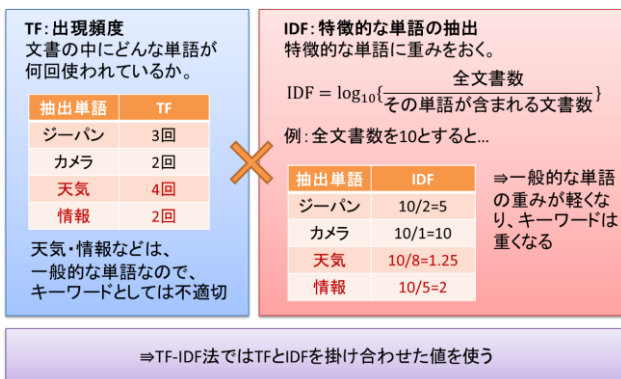 TF：出現頻度
文書の中にどんな単語が
何回使われているか。
抽出単語 TF
ジーパン 3回
カメラ 2回
天気 4回
情報 2回
天気・情報などは、
一般的な単語なので、
キーワードとしては不適切
×
IDF：特徴的な単語の抽出
特徴的な単語に重みをおく。
IDF = log₁₀{全文書数/その単語が含まれる文書数}
例：全文書数を10とすると…
抽出単語 IDF
ジーパン 10/2=5
カメラ 10/1=10
天気 10/8=1.25
情報 10/5=2
⇒一般的な単語
の重みが軽くな
り、キーワードは
重くなる
⇒TF-IDF法ではTFとIDFを掛け合わせた値を使う